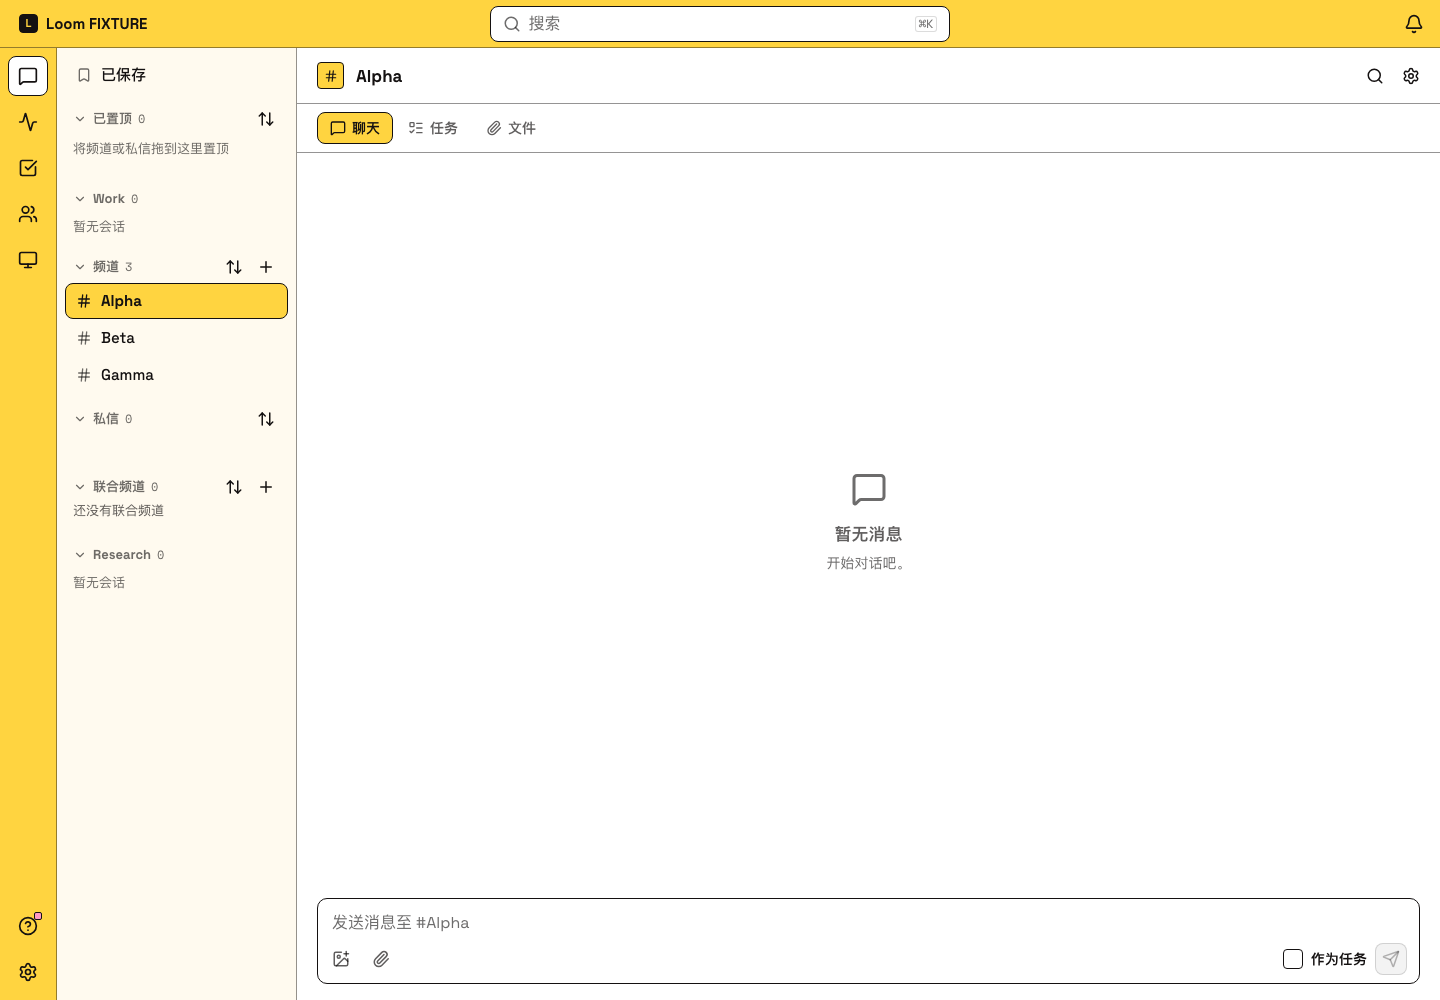 L Loom FIXTURE
搜索 ⌘K
已保存
已置顶 0
将频道或私信拖到这里置顶
Work 0
暂无会话
频道 3
# Alpha
# Beta
# Gamma
私信 0
联合频道 0
还没有联合频道
Research 0
暂无会话
# Alpha
聊天 任务 文件
暂无消息
开始对话吧。
发送消息至 #Alpha
作为任务